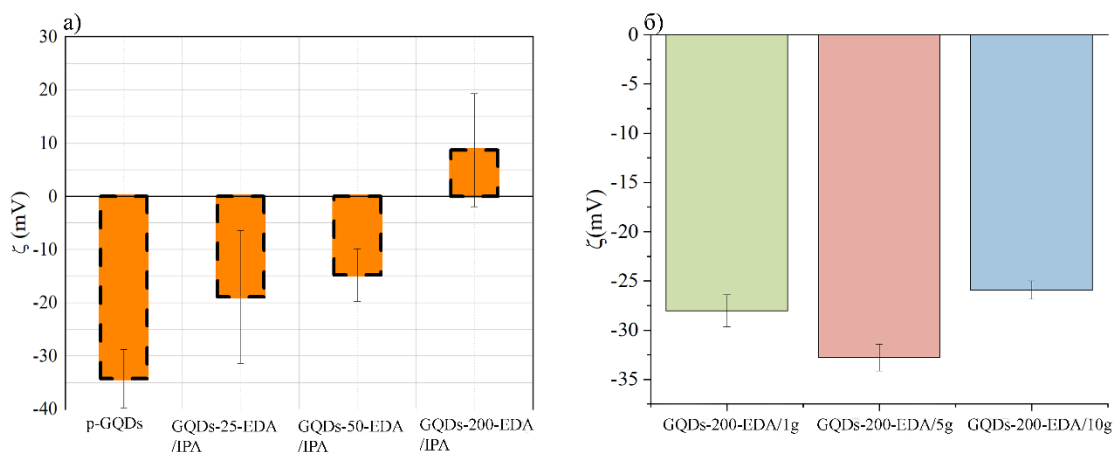 а)
30
20
10
0
-10
-20
-30
-40
ζ (mV)
p-GQDs
GQDs-25-EDA
/IPA
GQDs-50-EDA
/IPA
GQDs-200-EDA
/IPA
б)
0
-5
-10
-15
-20
-25
-30
-35
ζ(mV)
GQDs-200-EDA/1g
GQDs-200-EDA/5g
GQDs-200-EDA/10g